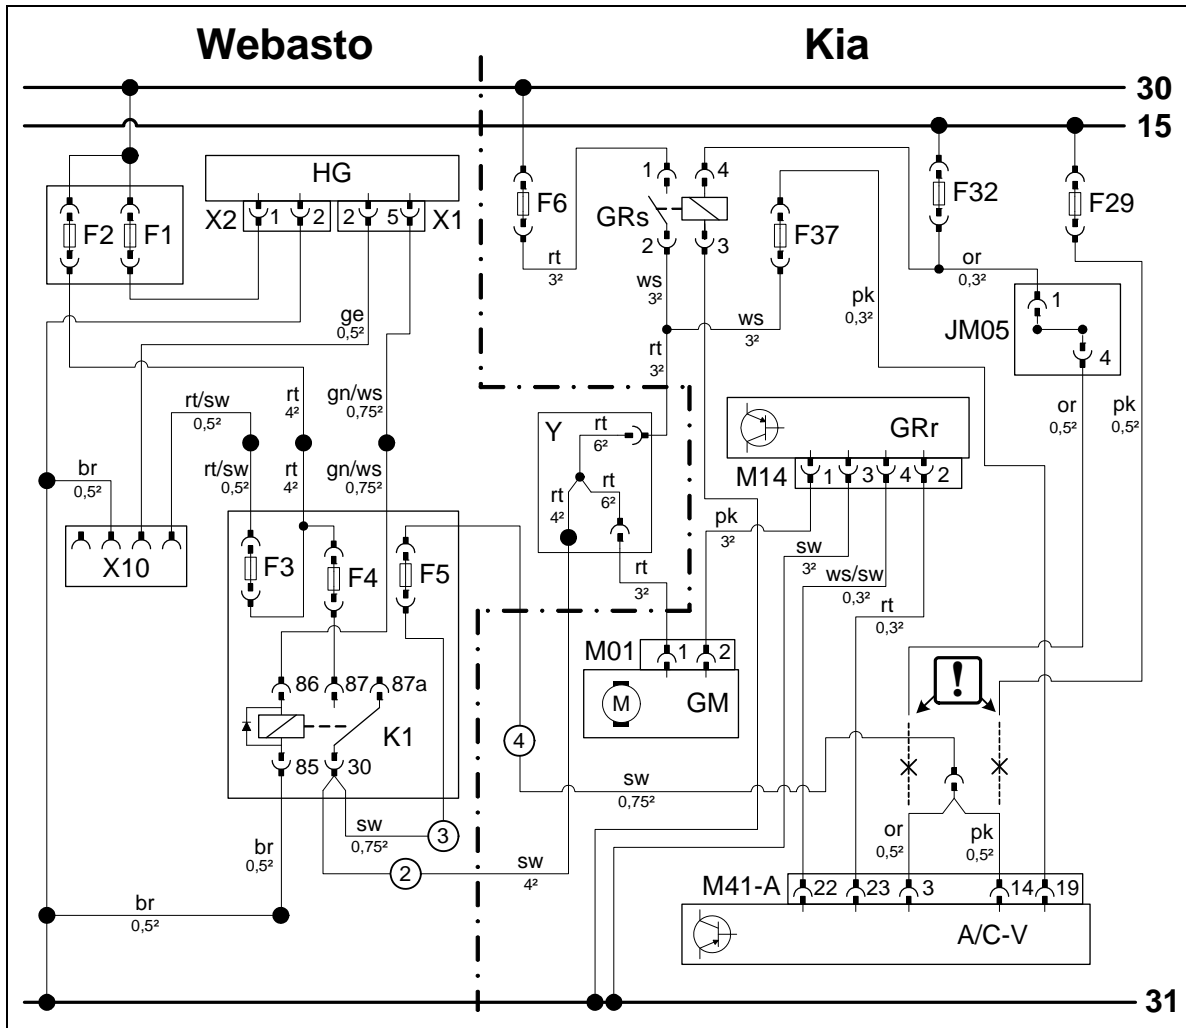 Webasto
Kia
30
15
HG
X2
1
2
2
5
X1
F2
F1
F6
1
4
GRs
2
3
F37
F32
F29
rt
3²
ws
3²
ws
3²
or
0,3²
pk
0,3²
1
JM05
4
ge
0,5²
rt
3²
rt/sw
0,5²
rt
4²
gn/ws
0,75²
or
0,5²
pk
0,5²
Y
rt
6²
GRr
M14
1
3
4
2
br
0,5²
rt/sw
0,5²
rt
4²
gn/ws
0,75²
rt
4²
rt
6²
pk
3²
sw
3²
X10
F3
F4
F5
rt
3²
ws/sw
0,3²
rt
0,3²
M01
1
2
86
87
87a
M
GM
!
K1
4
85
30
sw
0,75²
sw
0,75²
3
or
0,5²
pk
0,5²
br
0,5²
2
sw
4²
M41-A
22
23
3
14
19
br
0,5²
A/C-V
31